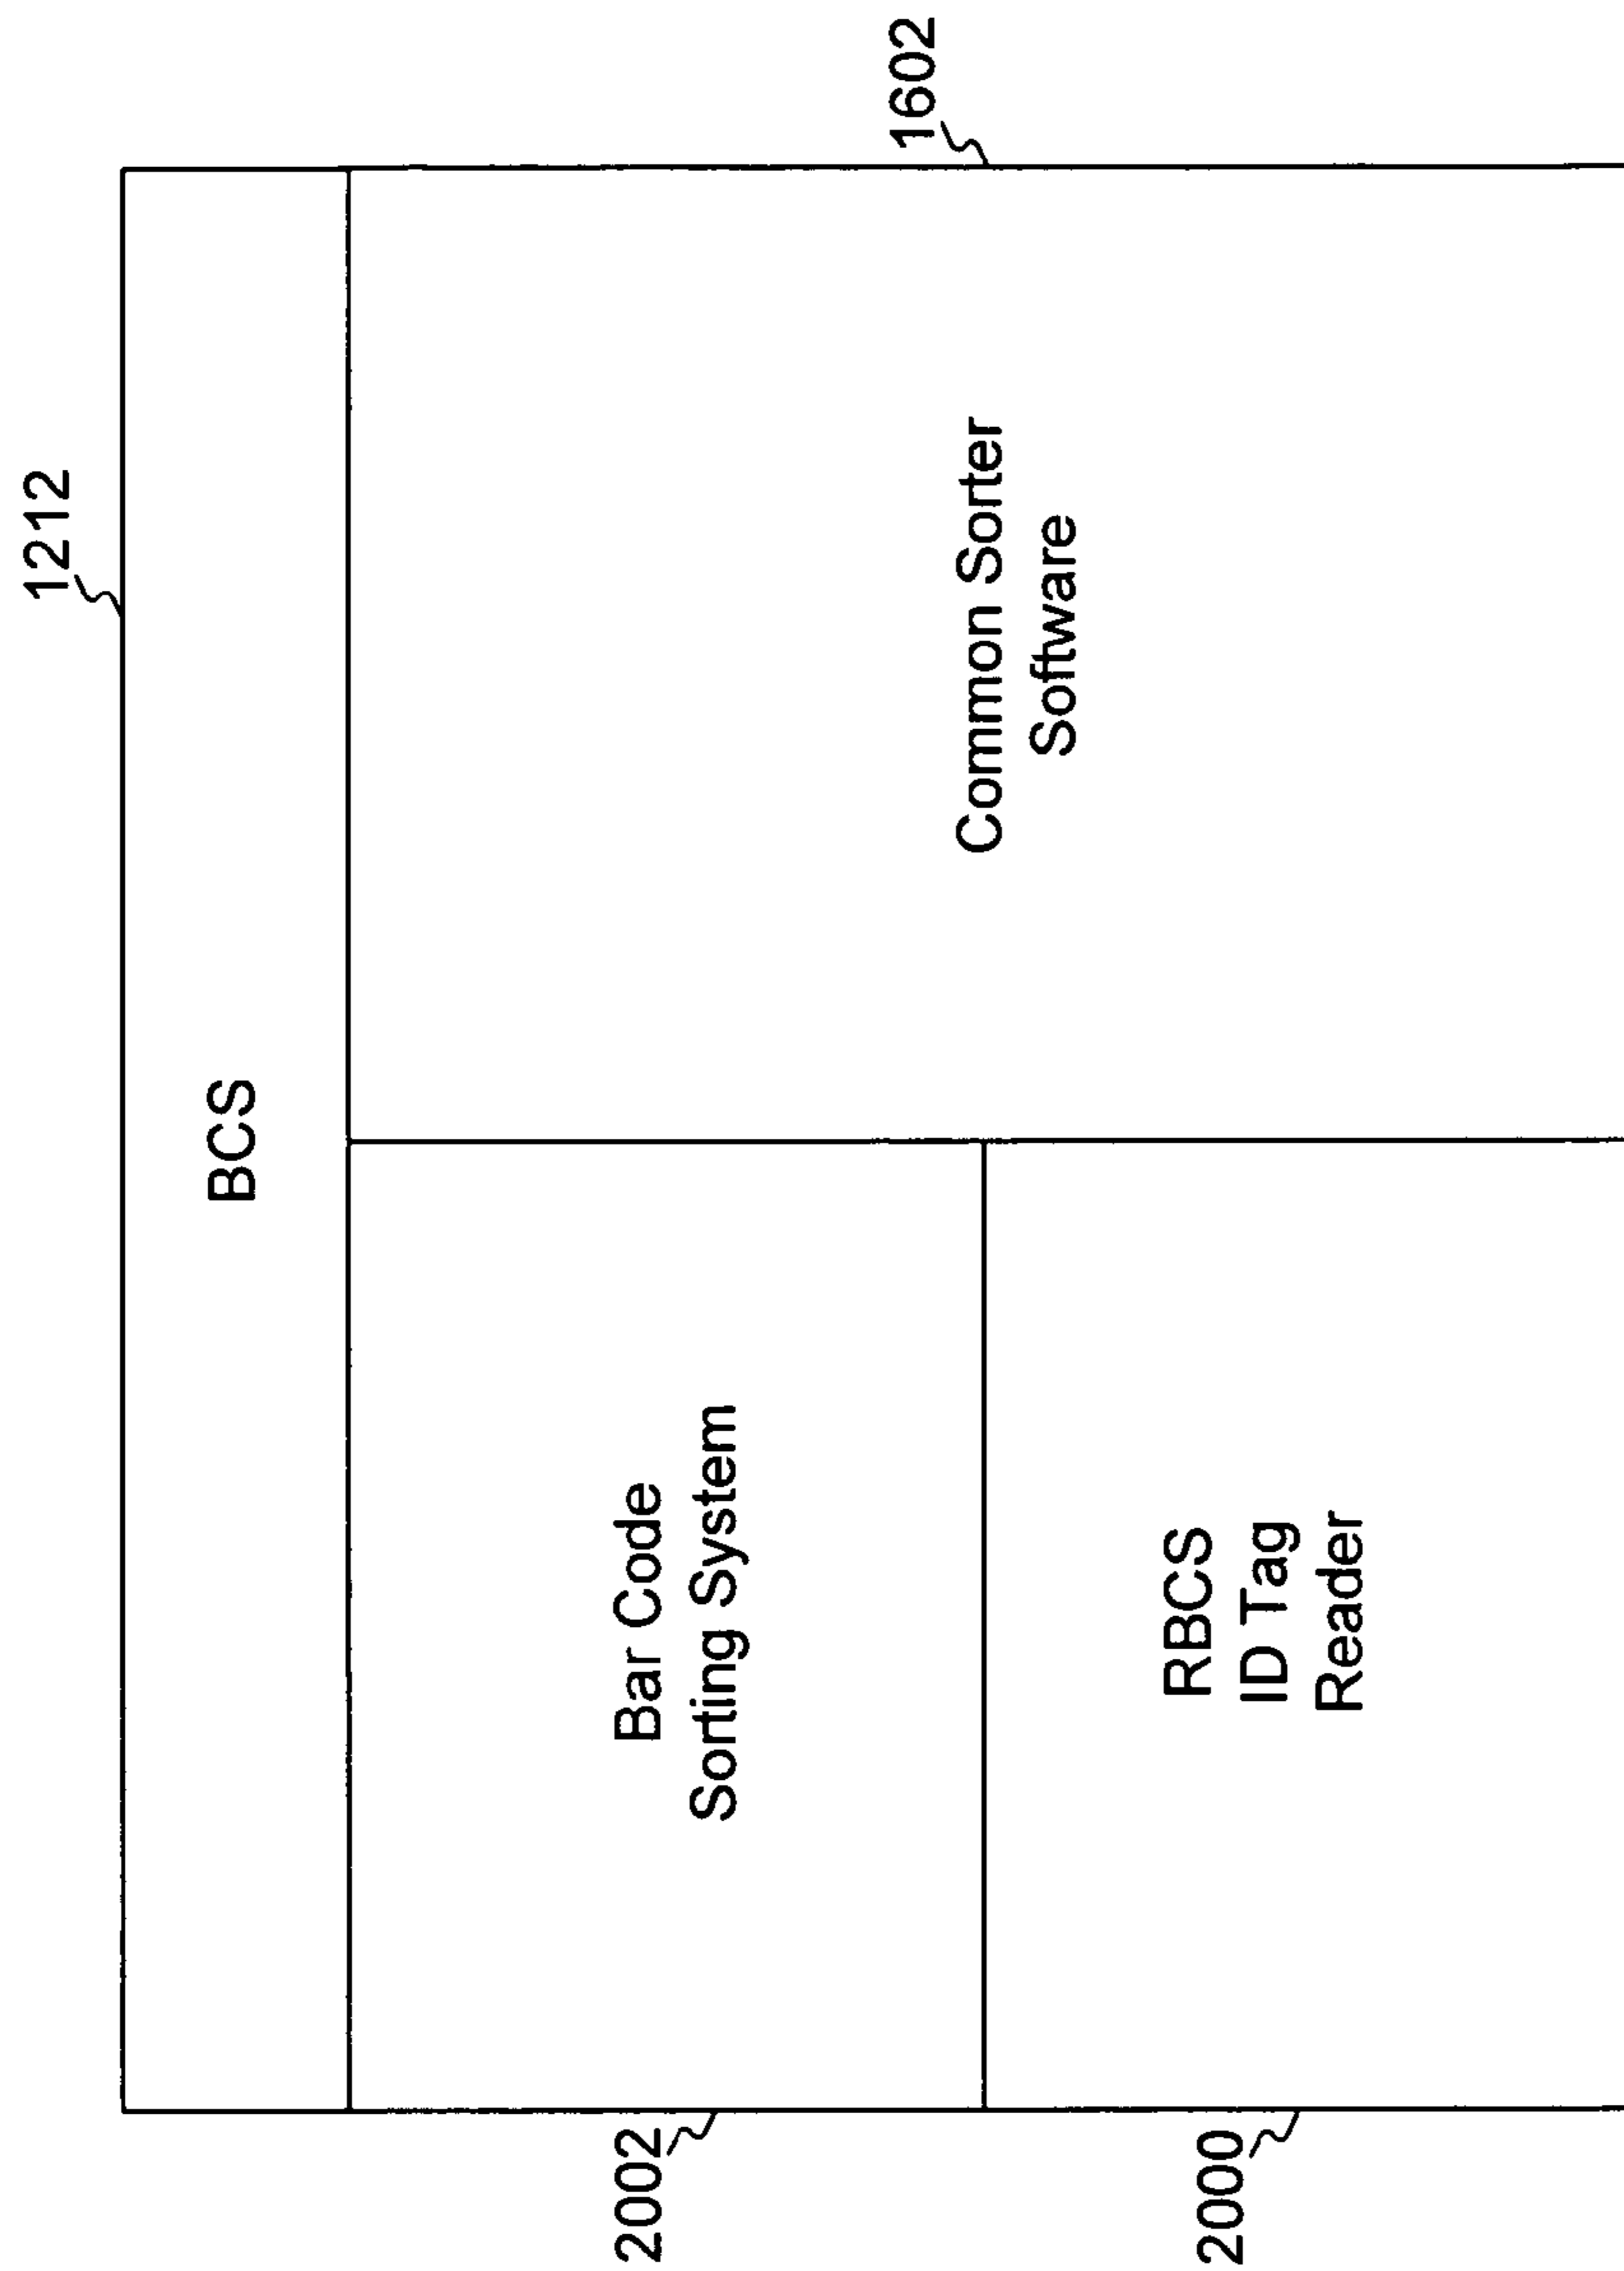 1212
BCS
2002
Bar Code
Sorting System
1602
Common Sorter
Software
2000
RBCS
ID Tag
Reader